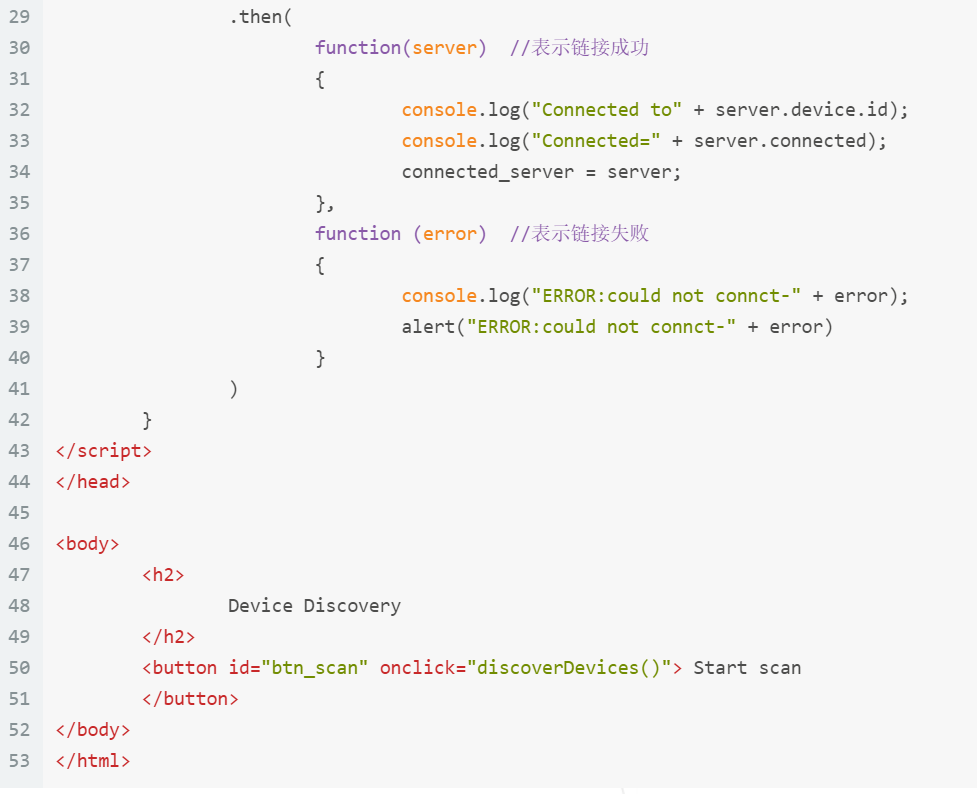 29 .then(
30 function(server) //表示链接成功
31 {
32 console.log("Connected to" + server.device.id);
33 console.log("Connected=" + server.connected);
34 connected_server = server;
35 },
36 function (error) //表示链接失败
37 {
38 console.log("ERROR:could not connct-" + error);
39 alert("ERROR:could not connct-" + error)
40 }
41 )
42 }
43 </script>
44 </head>
45
46 <body>
47 <h2>
48 Device Discovery
49 </h2>
50 <button id="btn_scan" onclick="discoverDevices()"> Start scan
51 </button>
52 </body>
53 </html>